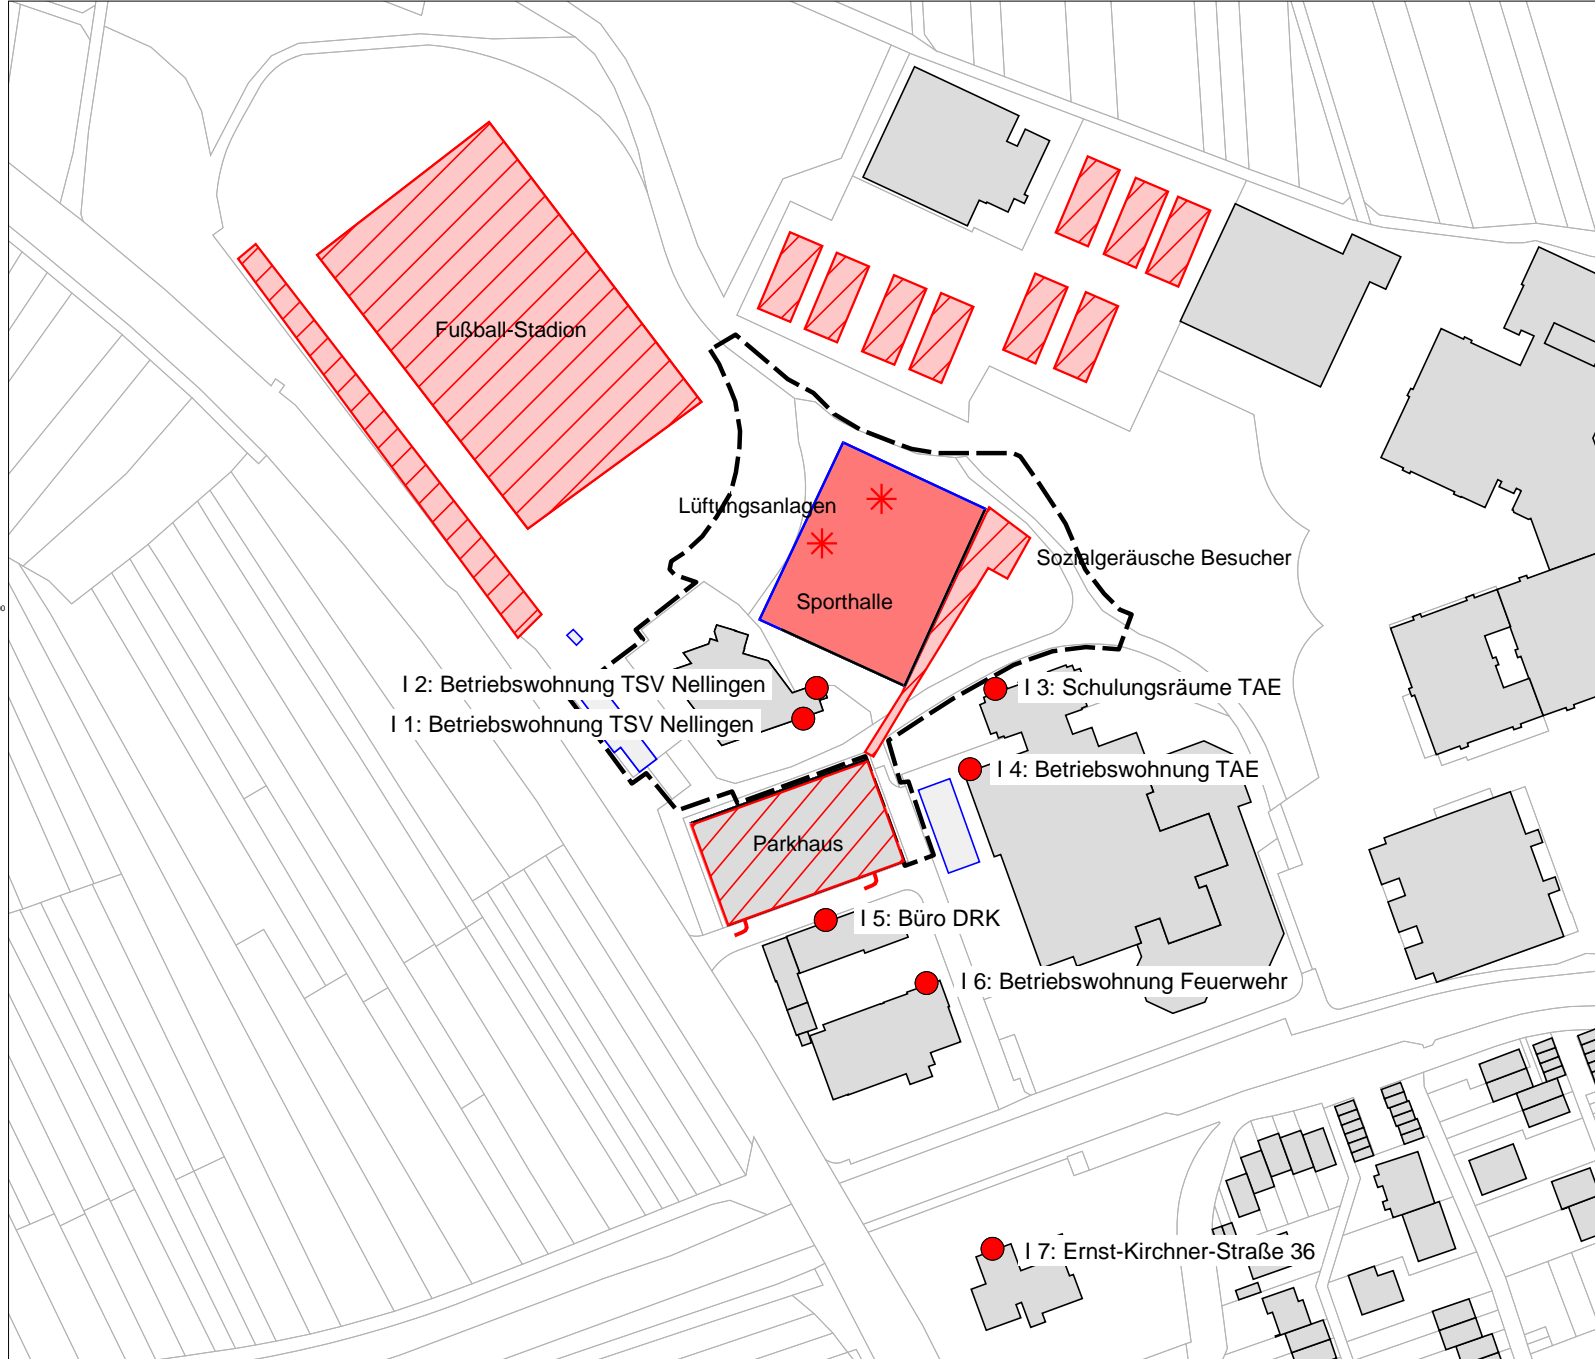 Fußball-Stadion
Lüftungsanlagen
Sozialgeräusche Besucher
Sporthalle
I 2: Betriebswohnung TSV Nellingen
I 3: Schulungsräume TAE
I 1: Betriebswohnung TSV Nellingen
I 4: Betriebswohnung TAE
Parkhaus
I 5: Büro DRK
I 6: Betriebswohnung Feuerwehr
I 7: Ernst-Kirchner-Straße 36